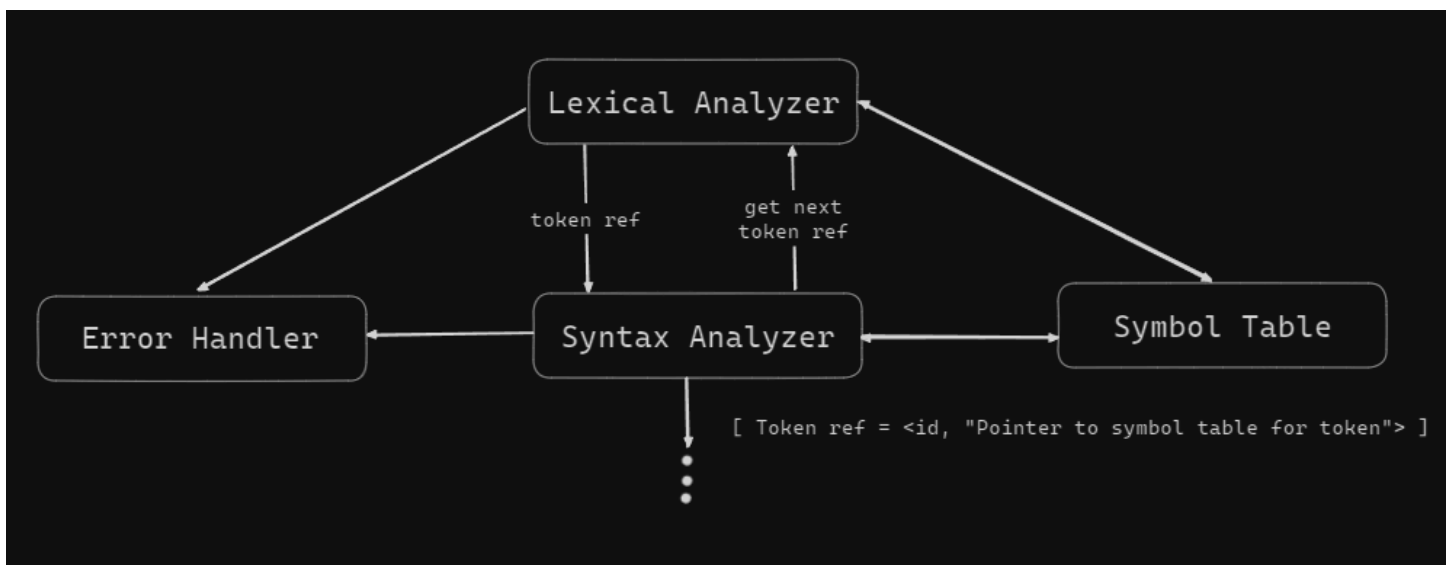 Lexical Analyzer
token ref
get next
token ref
Error Handler
Syntax Analyzer
Symbol Table
[ Token ref = <id, "Pointer to symbol table for token"> ]